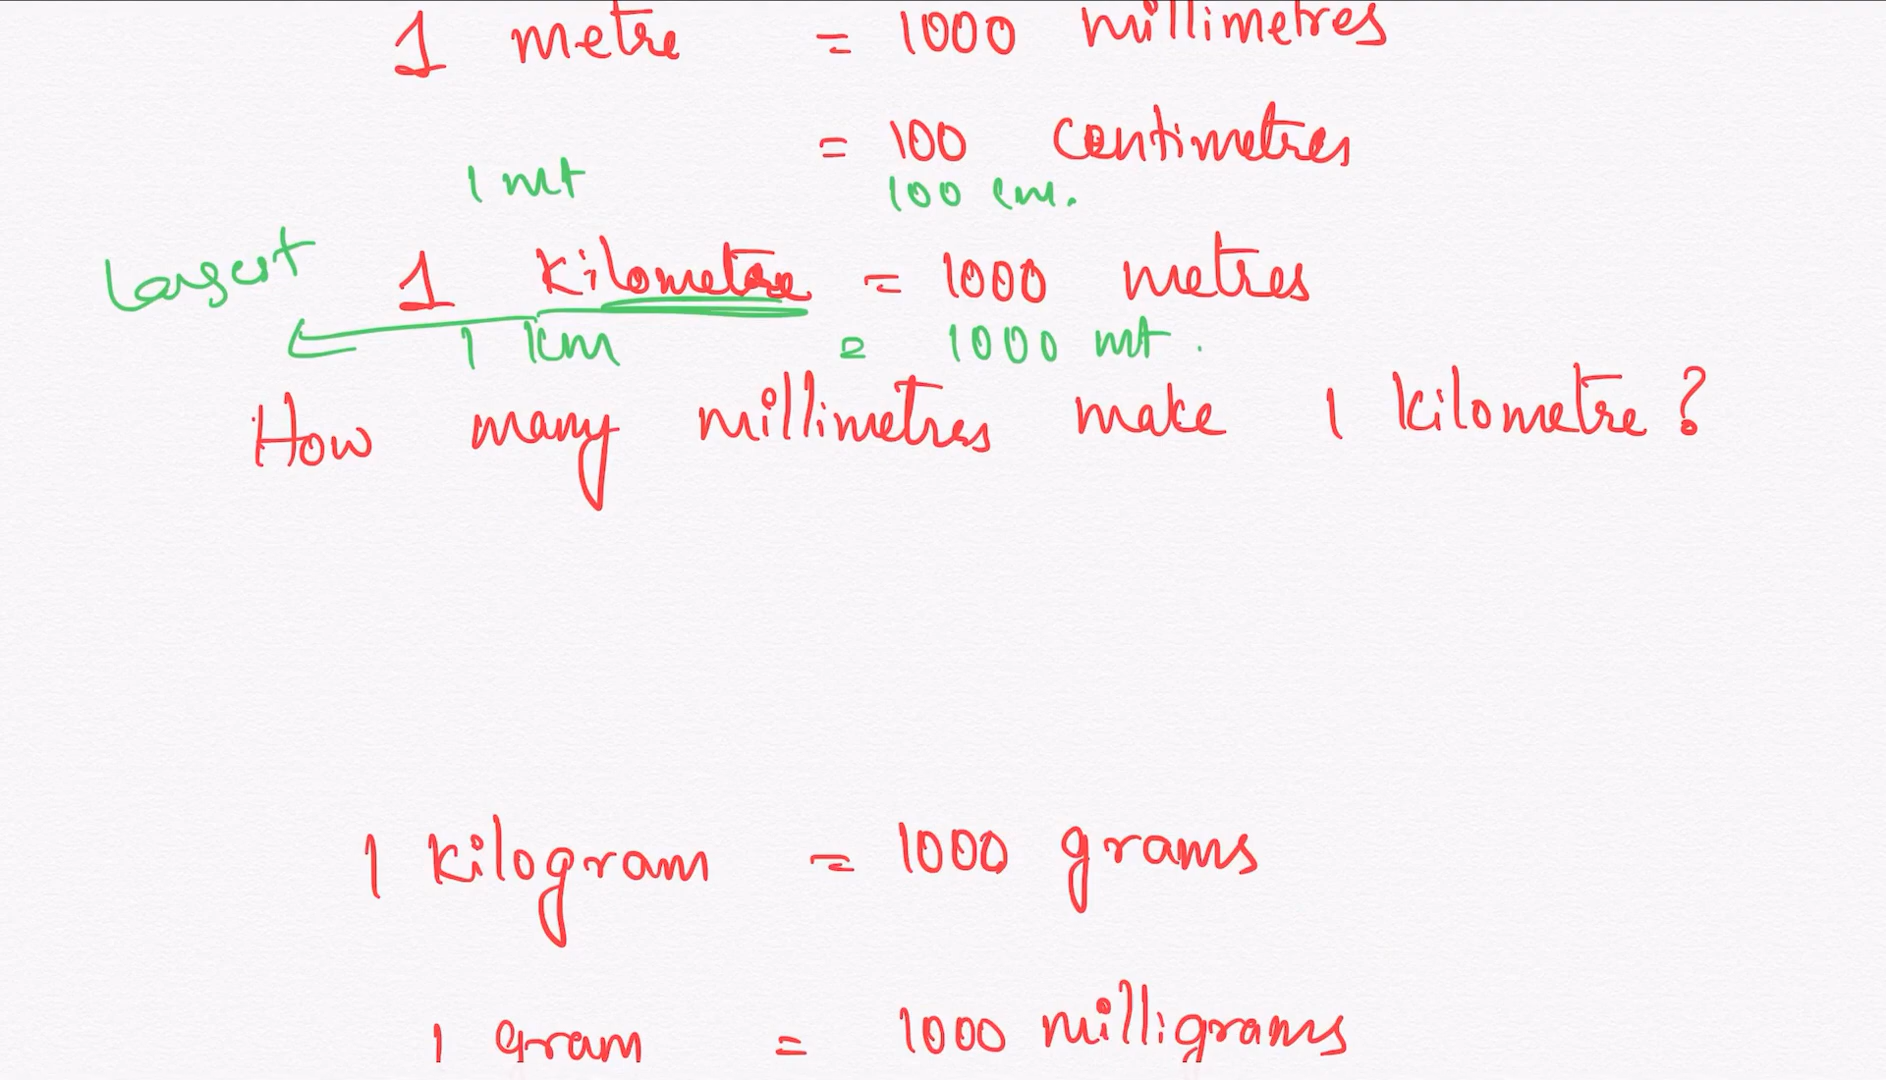 1 metre = 1000 millimetres
= 100 centimetres
1 mt 100 cm.
Largest 1 Kilometre = 1000 metres
1 km = 1000 mt.
How many millimetres make 1 kilometre?
1 kilogram = 1000 grams
1 gram = 1000 milligrams